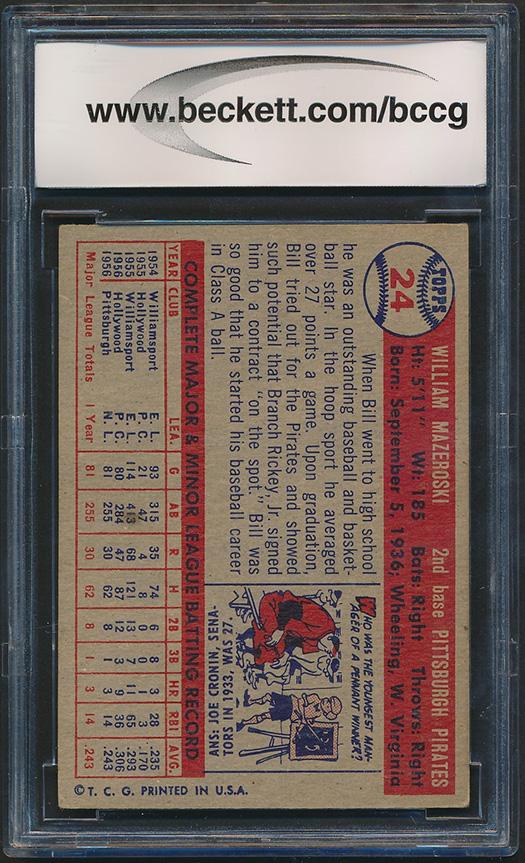 www.beckett.com/bccg
TOPPS
24
WILLIAM MAZEROSKI 2nd base PITTSBURGH PIRATES
Ht: 5'11" Wt: 185 Bats: Right Throws: Right
Born: September 5, 1936; Wheeling, W. Virginia
When Bill went to high school
he was an outstanding baseball and basket-
ball star. In the hoop sport he averaged
over 27 points a game. Upon graduation,
Bill tried out for the Pirates and showed
such potential that Branch Rickey, Jr. signed
him to a contract "on the spot." Bill was
so good that he started his baseball career
in Class A ball.
WHO WAS THE YOUNGEST MAN-
AGER OF A PENNANT WINNER?
ANS: JOE CRONIN, SENA-
TORS IN 1933. WAS 27.
COMPLETE MAJOR & MINOR LEAGUE BATTING RECORD
YEAR CLUB LEA. G AB R H 2B 3B HR RBI AVG.
1954 Williamsport E. L. 93 315 35 74 6 8 28 .235
1955 Hollywood P. C. 21 47 4 8 0 3 .170
1955 Williamsport E. L. 114 413 68 121 11 65 .293
1956 Hollywood P. C. 80 284 47 87 9 36 .306
1956 Pittsburgh N. L. 81 255 30 62 8 1 3 14 .243
Major League Totals 1 Year 81 255 30 62 8 1 3 14 .243
© T. C. G. PRINTED IN U.S.A.